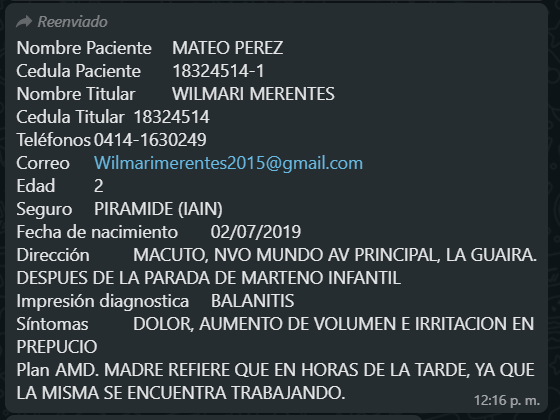 Reenviado
Nombre Paciente MATEO PEREZ
Cedula Paciente 18324514-1
Nombre Titular WILMARI MERENTES
Cedula Titular 18324514
Teléfonos 0414-1630249
Correo Wilmarimerentes2015@gmail.com
Edad 2
Seguro PIRAMIDE (IAIN)
Fecha de nacimiento 02/07/2019
Dirección MACUTO, NVO MUNDO AV PRINCIPAL, LA GUAIRA.
DESPUES DE LA PARADA DE MARTENO INFANTIL
Impresión diagnostica BALANITIS
Síntomas DOLOR, AUMENTO DE VOLUMEN E IRRITACION EN
PREPUCIO
Plan AMD. MADRE REFIERE QUE EN HORAS DE LA TARDE, YA QUE
LA MISMA SE ENCUENTRA TRABAJANDO.
12:16 p. m.